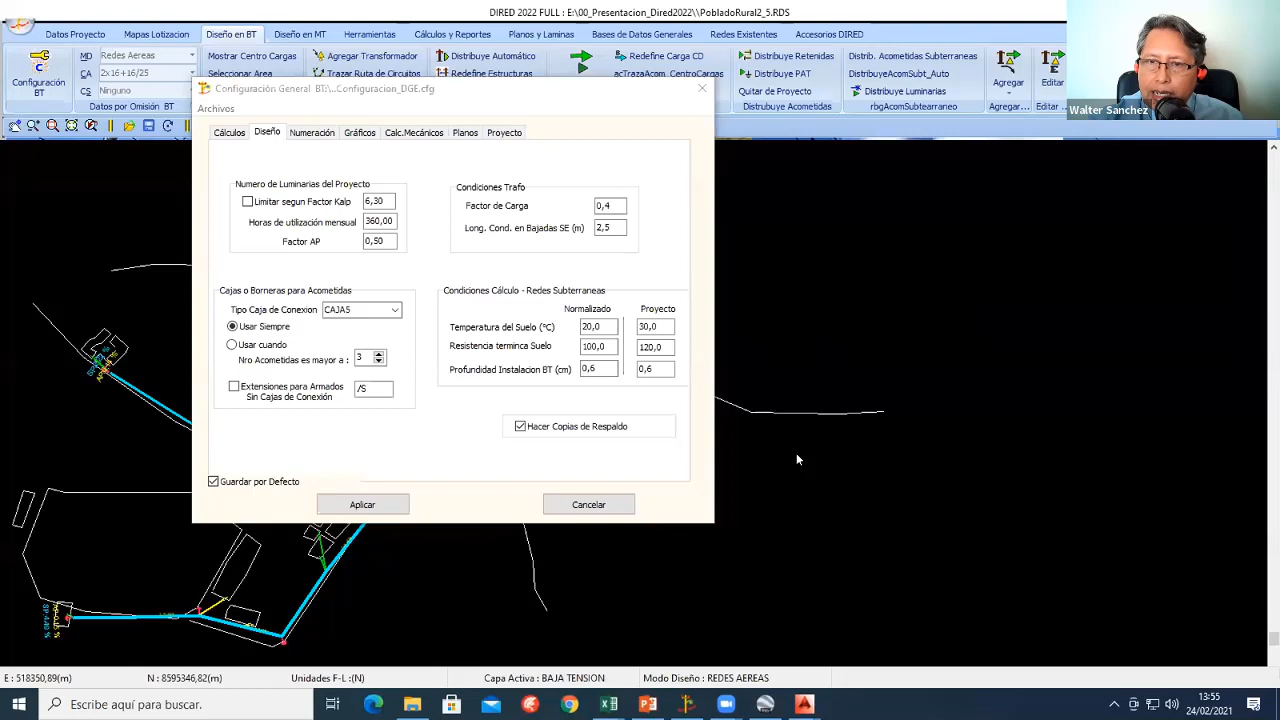 DIRED 2022 FULL : E:\00_Presentacion_Dired2022\\PobladoRural2_5.RDS
Datos Proyecto
Mapas Lotizacion
Diseño en BT
Diseño en MT
Herramientas
Cálculos y Reportes
Planos y Laminas
Bases de Datos Generales
Redes Existentes
Accesorios DIRED
Configuración
BT
MD Redes Aereas
CA 2x16+16/25
CS Ninguno
Datos por Omisión BT
Mostrar Centro Cargas
Seleccionar Area
Agregar Transformador
Trazar Ruta de Circuitos
Distribuye Automático
Redefine Estructuras
Redefine Carga CD
acTrazaAcom. CentroCargas
Distribuye Berendas
Distribuye PAT
Quitar de Proyecto
Distrubuye Acometidas
Distrib. Acometidas Subterraneas
DistribuyeAcomSubt_Auto
Distribuye Luminarias
rbgAcomSubtearraneo
Agregar
Agregar...
Editar
Editar ...
Walter Sanchez
Configuración General BT:\...Configuracion_DGE.cfg
Archivos
Cálculos
Diseño
Numeración
Gráficos
Calc.Mecánicos
Planos
Proyecto
Numero de Luminarias del Proyecto
Limitar segun Factor Kalp 6,30
Horas de utilización mensual 360,00
Factor AP 0,50
Condiciones Trafo
Factor de Carga 0,4
Long. Cond. en Bajadas SE (m) 2,5
Cajas o Borneras para Acometidas
Tipo Caja de Conexion CAJA5
Usar Siempre
Usar cuando
Nro Acometidas es mayor a : 3
Extensiones para Armados
Sin Cajas de Conexión
/S
Condiciones Cálculo - Redes Subterraneas
Normalizado Proyecto
Temperatura del Suelo (°C) 20,0 30,0
Resistencia terminca Suelo 100,0 120,0
Profundidad Instalacion BT (cm) 0,6 0,6
Hacer Copias de Respaldo
Guardar por Defecto
Aplicar
Cancelar
E : 518350,89(m)
N : 8595346,82(m)
Unidades F-L :(N)
Capa Activa : BAJA TENSION
Modo Diseño : REDES AEREAS
Escribe aquí para buscar.
13:55
24/02/2021